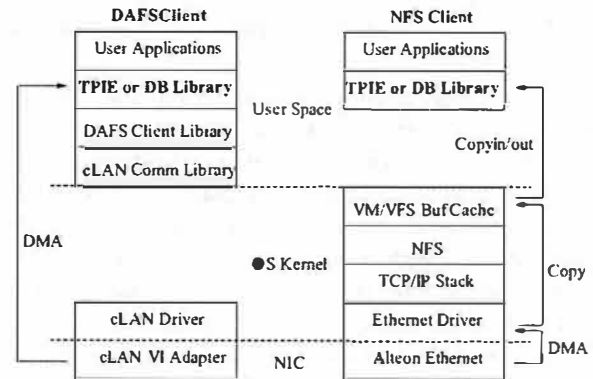 DAFSClient
NFS Client
User Applications
User Applications
TPIE or DB Library
TPIE or DB Library
User Space
DAFS Client Library
Copyin/out
cLAN Comm Library
VM/VFS BufCache
DMA
NFS
●S Kernel
TCP/IP Stack
Copy
cLAN Driver
Ethernet Driver
DMA
cLAN VI Adapter
NIC
Alteon Ethernet